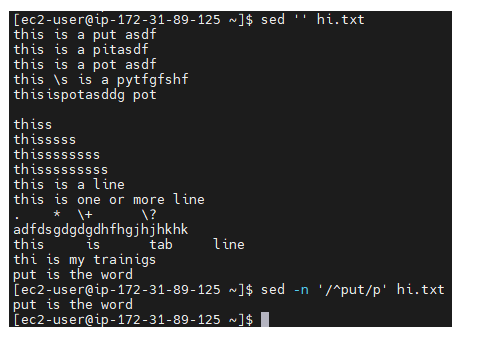 [ec2-user@ip-172-31-89-125 ~]$ sed '' hi.txt
this is a put asdf
this is a pitasdf
this is a pot asdf
this \s is a pytfgfshf
thisispotasddg pot

thiss
thisssss
thissssssss
thisssssssss
this is a line
this is one or more line
.    *  \+      \?
adfdsgdgdgdhfhgjhjhkhk
this     is      tab     line
thi is my trainigs
put is the word
[ec2-user@ip-172-31-89-125 ~]$ sed -n '/^put/p' hi.txt
put is the word
[ec2-user@ip-172-31-89-125 ~]$